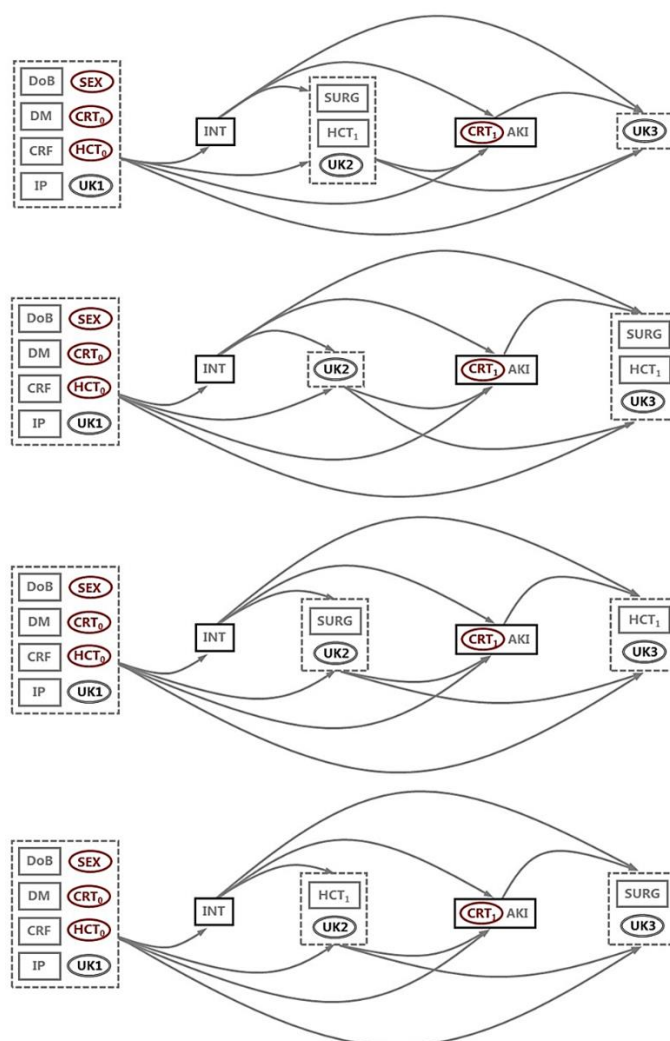 DoB SEX
DM CRT₀
CRF HCT₀
IP UK1
INT
SURG
HCT₁
UK2
CRT₁ AKI
UK3
DoB SEX
DM CRT₀
CRF HCT₀
IP UK1
INT
UK2
CRT₁ AKI
SURG
HCT₁
UK3
DoB SEX
DM CRT₀
CRF HCT₀
IP UK1
INT
SURG
UK2
CRT₁ AKI
HCT₁
UK3
DoB SEX
DM CRT₀
CRF HCT₀
IP UK1
INT
HCT₁
UK2
CRT₁ AKI
SURG
UK3